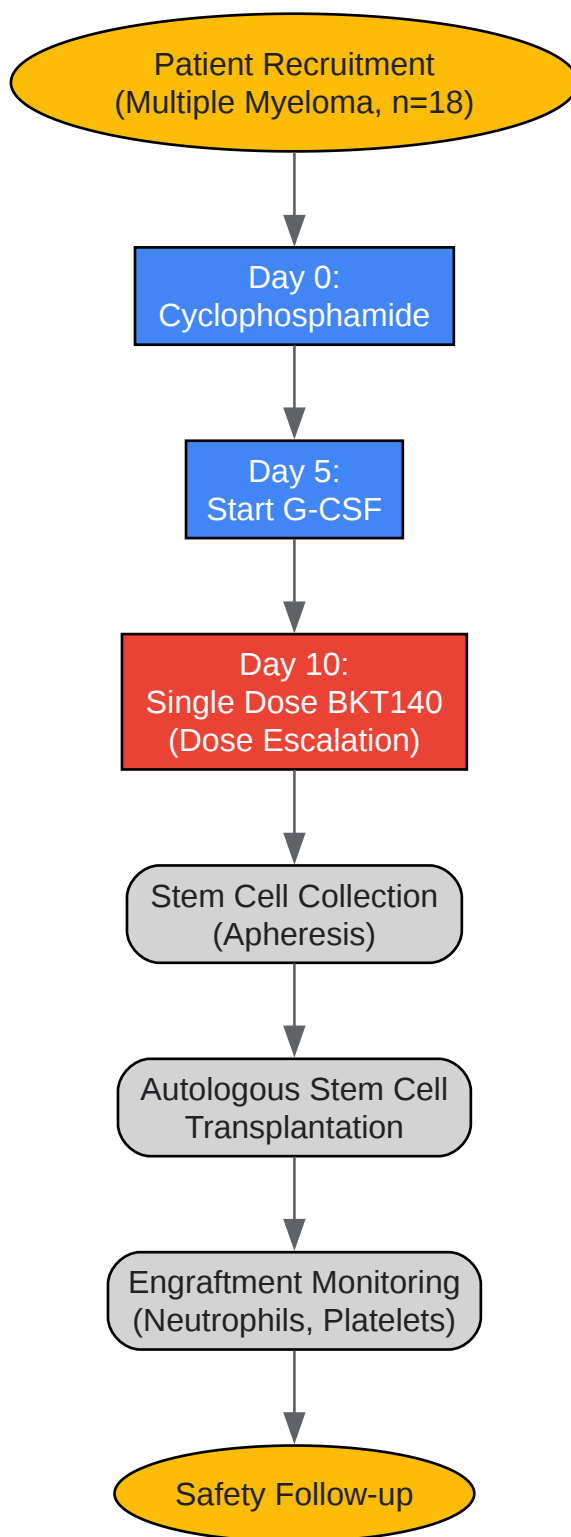 Patient Recruitment
(Multiple Myeloma, n=18)
Day 0:
Cyclophosphamide
Day 5:
Start G-CSF
Day 10:
Single Dose BKT140
(Dose Escalation)
Stem Cell Collection
(Apheresis)
Autologous Stem Cell
Transplantation
Engraftment Monitoring
(Neutrophils, Platelets)
Safety Follow-up